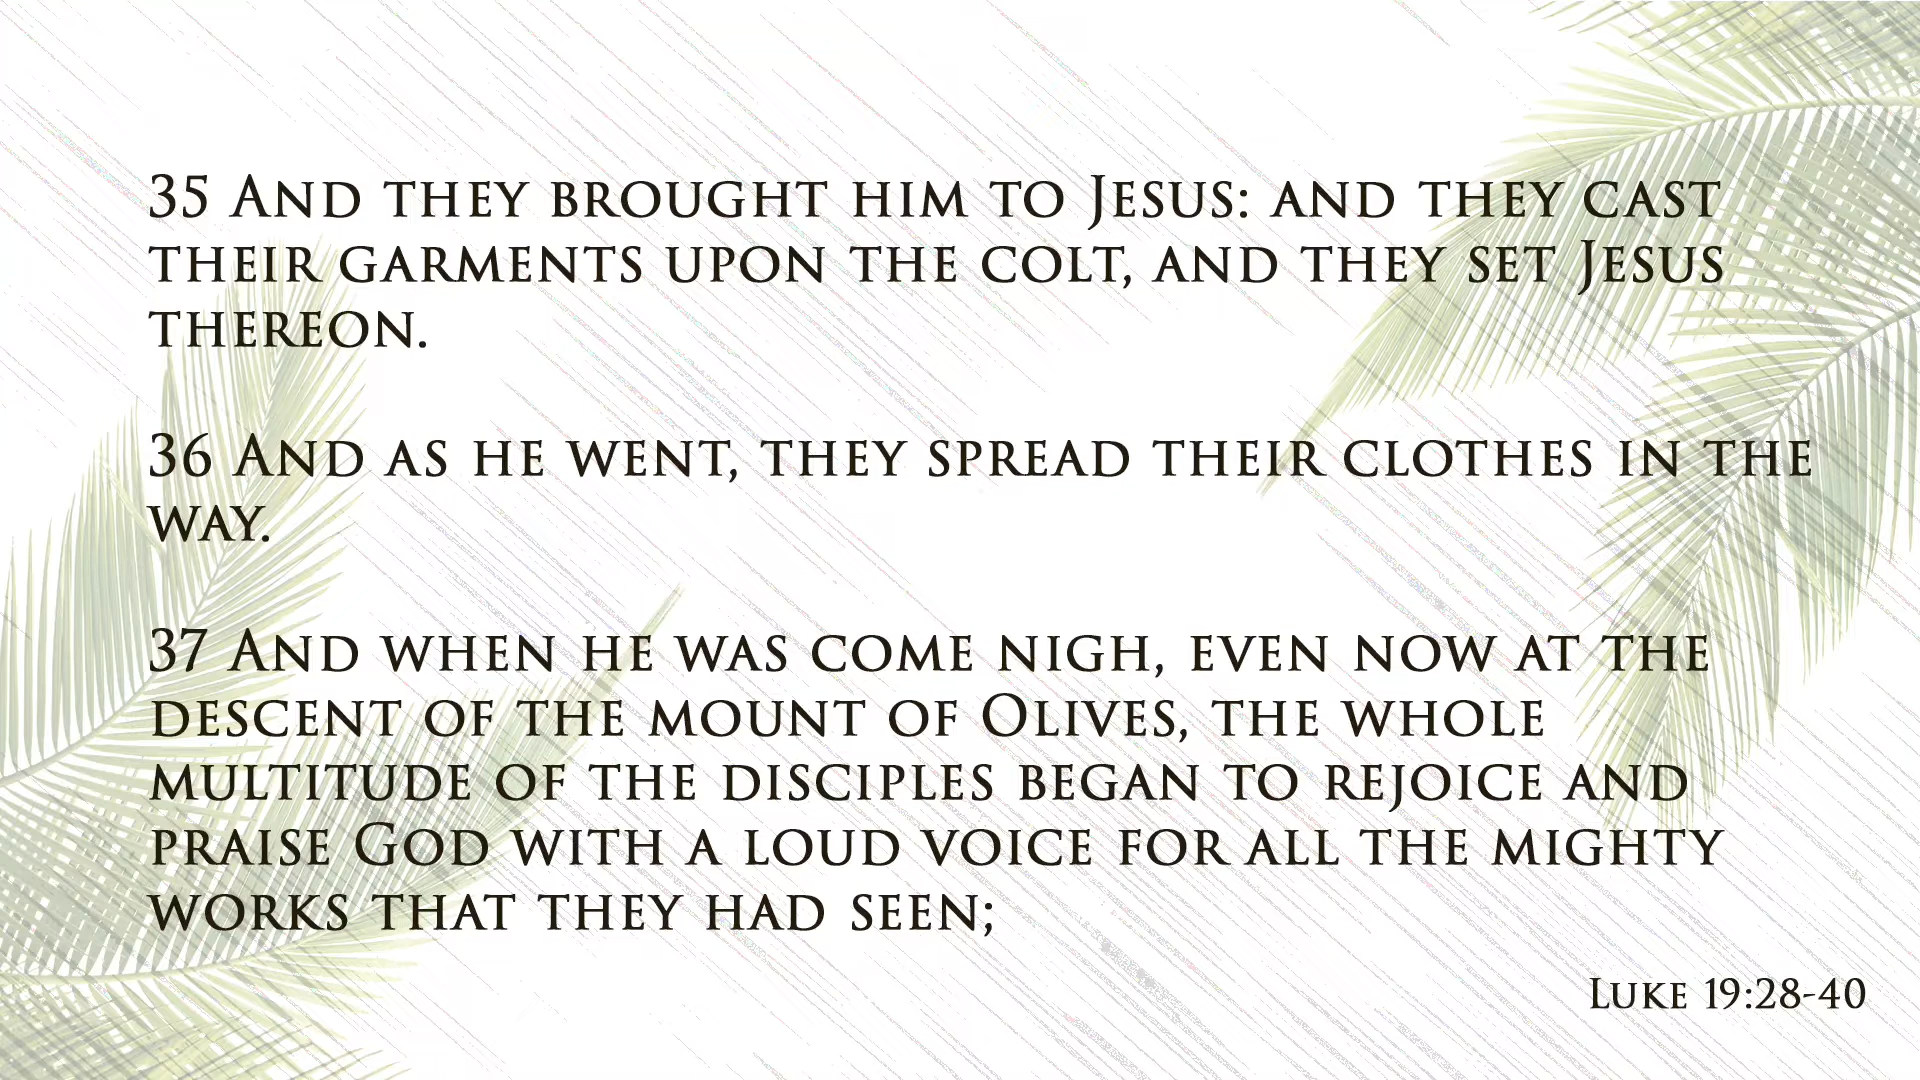 35 And they brought him to Jesus: and they cast
their garments upon the colt, and they set Jesus
thereon.
36 And as he went, they spread their clothes in the
way.
37 And when he was come nigh, even now at the
descent of the mount of Olives, the whole
multitude of the disciples began to rejoice and
praise God with a loud voice for all the mighty
works that they had seen;
Luke 19:28-40